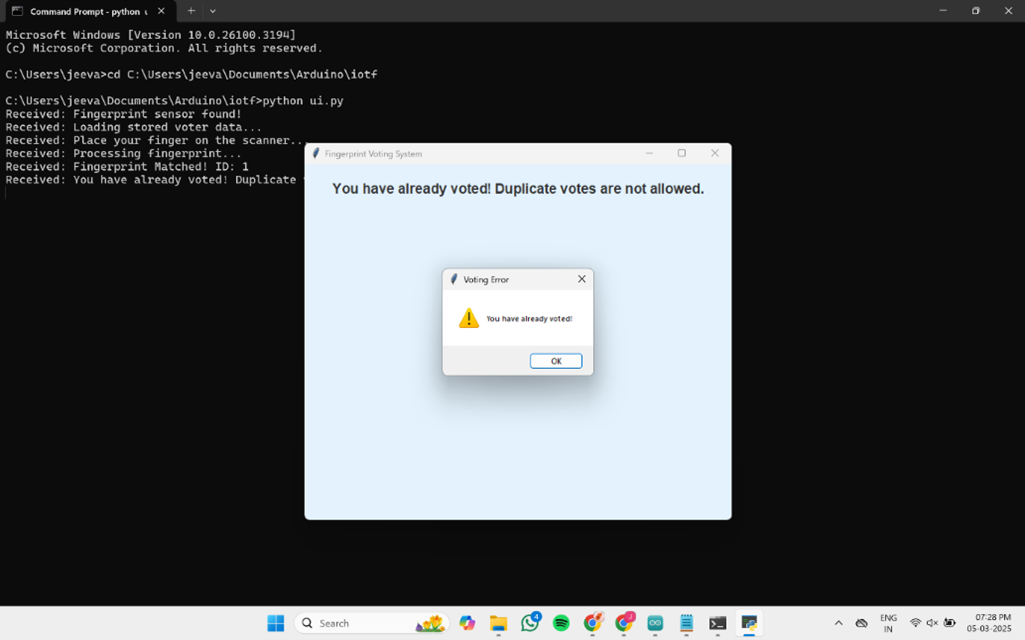 Command Prompt - python u
Microsoft Windows [Version 10.0.26100.3194]
(c) Microsoft Corporation. All rights reserved.
C:\Users\jeeva>cd C:\Users\jeeva\Documents\Arduino\iotf
C:\Users\jeeva\Documents\Arduino\iotf>python ui.py
Received: Fingerprint sensor found!
Received: Loading stored voter data...
Received: Place your finger on the scanner...
Received: Processing fingerprint...
Received: Fingerprint Matched! ID: 1
Received: You have already voted! Duplicate
Fingerprint Voting System
You have already voted! Duplicate votes are not allowed.
Voting Error
You have already voted!
OK
Search
4
ENG
IN
07:28 PM
05-03-2025